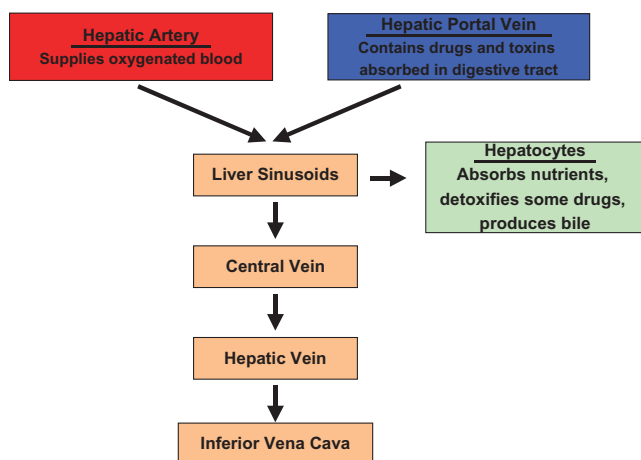 Hepatic Artery
Supplies oxygenated blood
Hepatic Portal Vein
Contains drugs and toxins
absorbed in digestive tract
Liver Sinusoids
Hepatocytes
Absorbs nutrients,
detoxifies some drugs,
produces bile
Central Vein
Hepatic Vein
Inferior Vena Cava